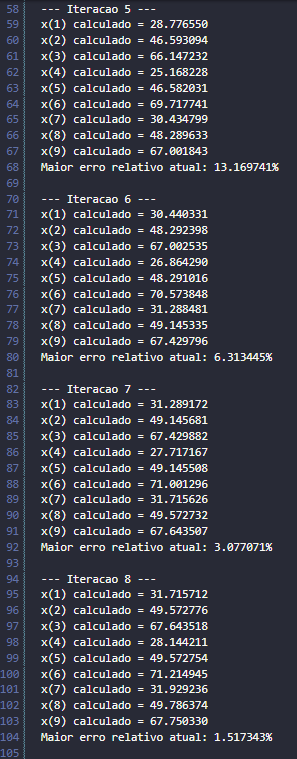 58 --- Iteracao 5 ---
59 x(1) calculado = 28.776550
60 x(2) calculado = 46.593094
61 x(3) calculado = 66.147232
62 x(4) calculado = 25.168228
63 x(5) calculado = 46.582031
64 x(6) calculado = 69.717741
65 x(7) calculado = 30.434799
66 x(8) calculado = 48.289633
67 x(9) calculado = 67.001843
68 Maior erro relativo atual: 13.169741%
69
70 --- Iteracao 6 ---
71 x(1) calculado = 30.440331
72 x(2) calculado = 48.292398
73 x(3) calculado = 67.002535
74 x(4) calculado = 26.864290
75 x(5) calculado = 48.291016
76 x(6) calculado = 70.573848
77 x(7) calculado = 31.288481
78 x(8) calculado = 49.145335
79 x(9) calculado = 67.429796
80 Maior erro relativo atual: 6.313445%
81
82 --- Iteracao 7 ---
83 x(1) calculado = 31.289172
84 x(2) calculado = 49.145681
85 x(3) calculado = 67.429882
86 x(4) calculado = 27.717167
87 x(5) calculado = 49.145508
88 x(6) calculado = 71.001296
89 x(7) calculado = 31.715626
90 x(8) calculado = 49.572732
91 x(9) calculado = 67.643507
92 Maior erro relativo atual: 3.077071%
93
94 --- Iteracao 8 ---
95 x(1) calculado = 31.715712
96 x(2) calculado = 49.572776
97 x(3) calculado = 67.643518
98 x(4) calculado = 28.144211
99 x(5) calculado = 49.572754
100 x(6) calculado = 71.214945
101 x(7) calculado = 31.929236
102 x(8) calculado = 49.786374
103 x(9) calculado = 67.750330
104 Maior erro relativo atual: 1.517343%
105